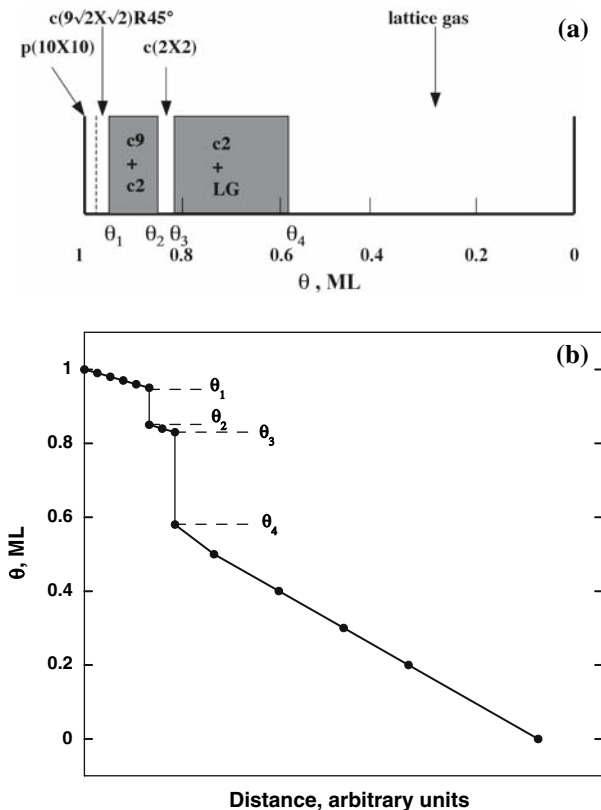 c(9√2X√2)R45°
(a)
p(10X10)
c(2X2)
lattice gas
c9
+
c2
c2
+
LG
θ1 θ2 θ3 θ4
1 0.8 0.6 0.4 0.2 0
θ , ML
(b)
1
θ1
θ2
θ3
0.8
0.6
θ4
0.4
0.2
0
θ, ML
Distance, arbitrary units